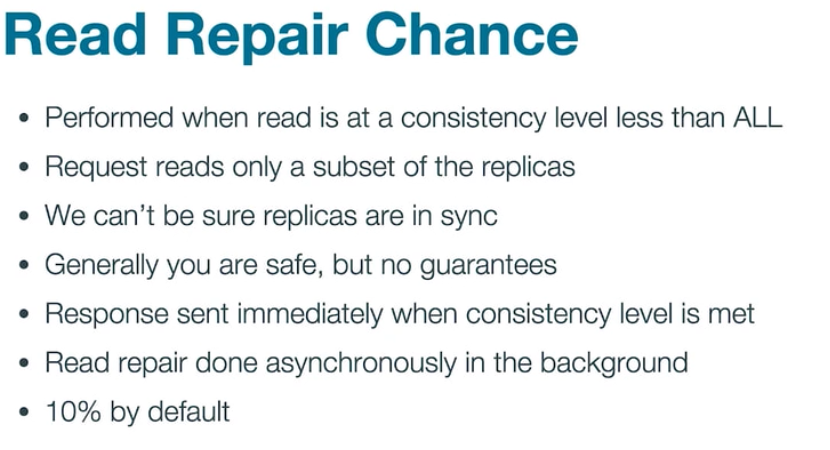 Read Repair Chance
• Performed when read is at a consistency level less than ALL
• Request reads only a subset of the replicas
• We can’t be sure replicas are in sync
• Generally you are safe, but no guarantees
• Response sent immediately when consistency level is met
• Read repair done asynchronously in the background
• 10% by default